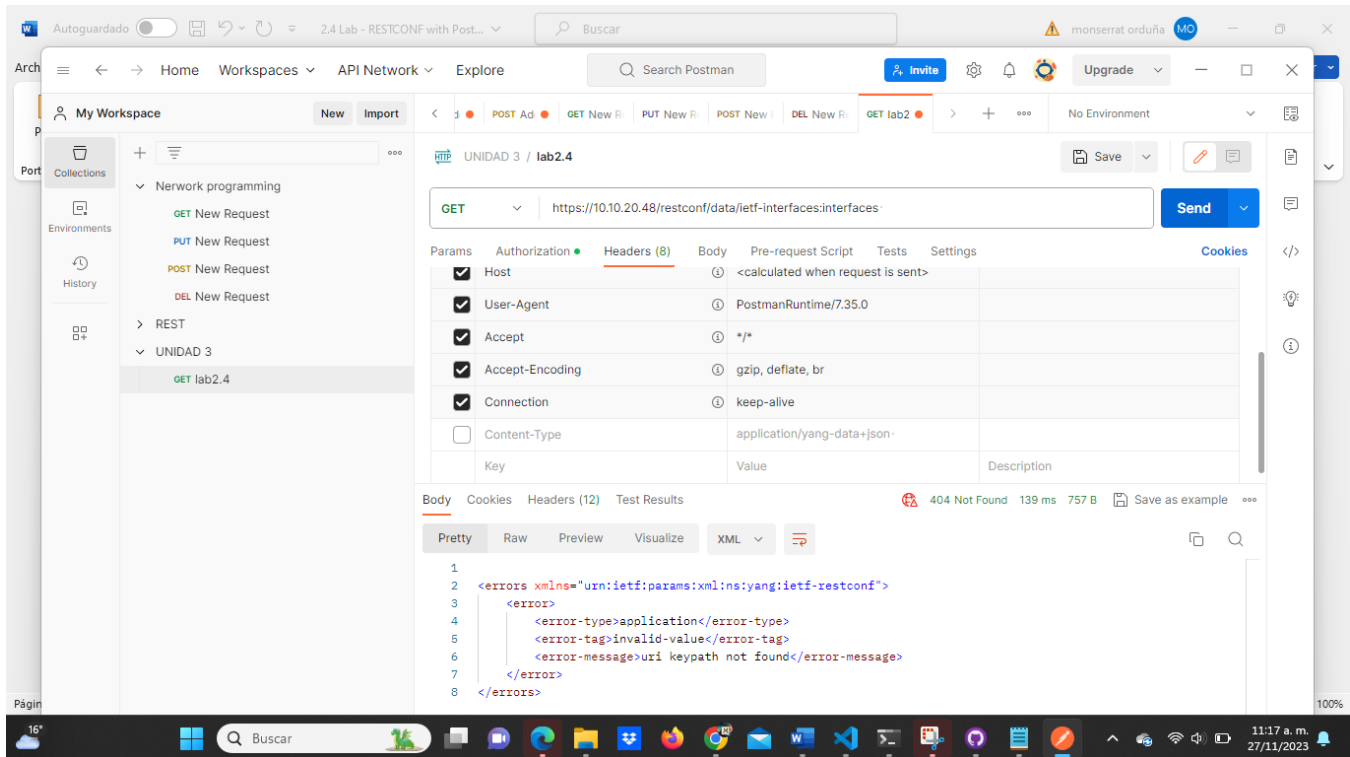 Autoguardado
2.4 Lab - RESTCONF with Post...
Buscar
monserrat orduña
MO
Arch
Home Workspaces API Network Explore
Search Postman
Invite
Upgrade
My Workspace
New Import
POST Ad
GET New R
PUT New R
POST New
DEL New R
GET lab2
No Environment
Port
Collections
Environments
History
Nerwork programming
GET New Request
PUT New Request
POST New Request
DEL New Request
REST
UNIDAD 3
GET lab2.4
HTTP UNIDAD 3 / lab2.4
Save
GET
https://10.10.20.48/restconf/data/ietf-interfaces:interfaces
Send
Params Authorization Headers (8) Body Pre-request Script Tests Settings Cookies
Host <calculated when request is sent>
User-Agent PostmanRuntime/7.35.0
Accept */*
Accept-Encoding gzip, deflate, br
Connection keep-alive
Content-Type application/yang-data+json
Key Value Description
Body Cookies Headers (12) Test Results 404 Not Found 139 ms 757 B Save as example
Pretty Raw Preview Visualize XML
1
2 <errors xmlns="urn:ietf:params:xml:ns:yang:ietf-restconf">
3 <error>
4 <error-type>application</error-type>
5 <error-tag>invalid-value</error-tag>
6 <error-message>uri keypath not found</error-message>
7 </error>
8 </errors>
Págin
100%
16°
Buscar
11:17 a. m.
27/11/2023